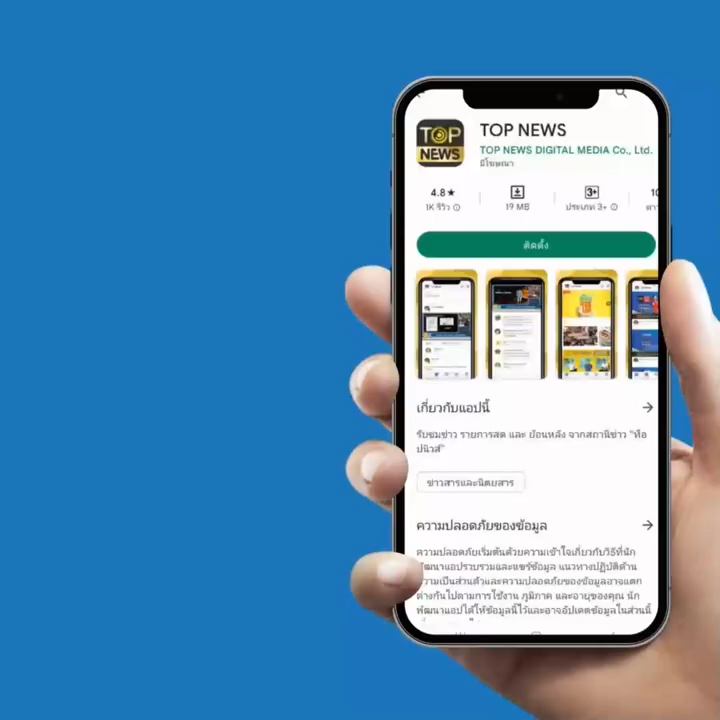 TOP NEWS
TOP NEWS
TOP NEWS DIGITAL MEDIA Co., Ltd.
มีโฆษณา
4.8★
1K รีวิว
19 MB
3+
ประเภท 3+
10
ดา
ติดตั้ง
เกี่ยวกับแอปนี้ →
รับชมข่าว รายการสด และ ย้อนหลัง จากสถานีข่าว "ท็อ
ปนิวส์"
ข่าวสารและนิตยสาร
ความปลอดภัยของข้อมูล →
ความปลอดภัยเริ่มต้นด้วยความเข้าใจเกี่ยวกับวิธีที่นัก
พัฒนาแอปรวบรวมและแชร์ข้อมูล แนวทางปฏิบัติด้าน
ความเป็นส่วนตัวและความปลอดภัยของข้อมูลอาจแตก
ต่างกันไปตามการใช้งาน ภูมิภาค และอายุของคุณ นัก
พัฒนาแอปได้ให้ข้อมูลนี้ไว้และอาจอัปเดตข้อมูลในส่วนนี้